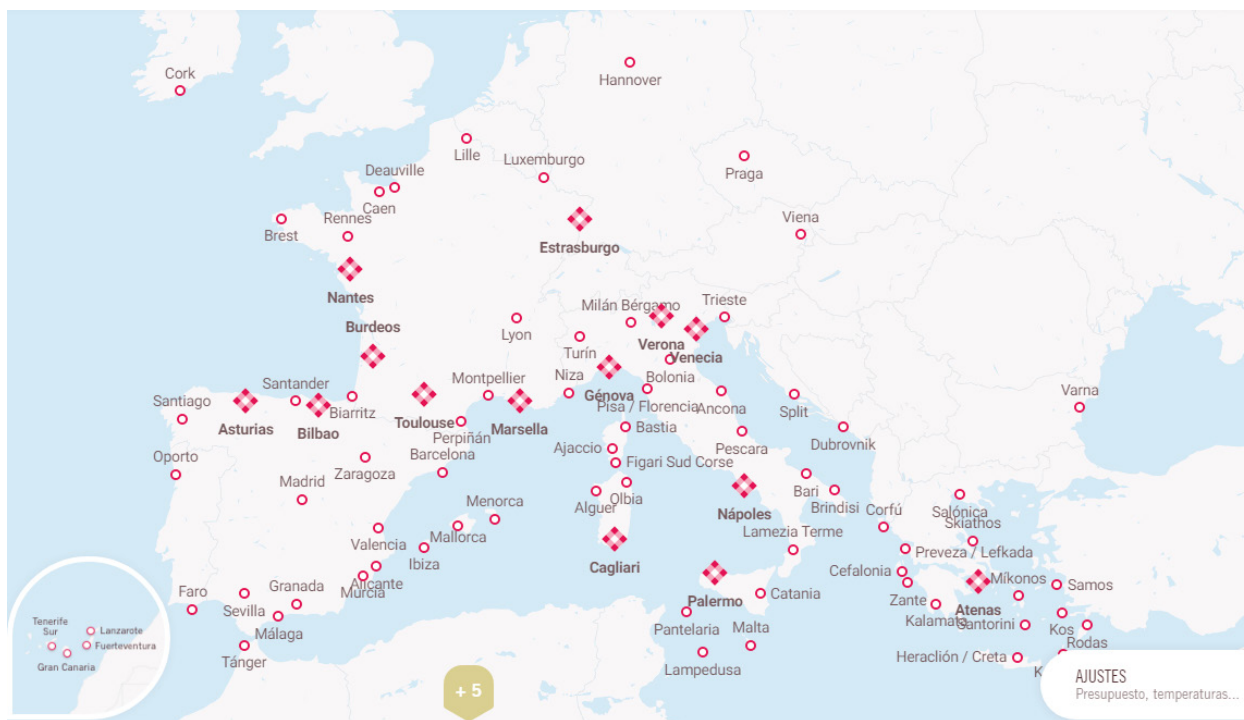 Cork
Hannover
Lille
Luxemburgo
Praga
Deauville
Caen
Rennes
Brest
Viena
Estrasburgo
Nantes
Burdeos
Lyon
Milán Bérgamo
Trieste
Turín
Verona
Venecia
Niza
Génova
Bolonia
Montpellier
Santander
Santiago
Asturias
Bilbao
Biarritz
Toulouse
Marsella
Pisa / Florencia
Ancona
Split
Varna
Perpiñán
Bastia
Dubrovnik
Oporto
Zaragoza
Barcelona
Ajaccio
Figari Sud Corse
Pescara
Madrid
Menorca
Alguer
Olbia
Nápoles
Bari
Brindisi
Corfú
Salónica
Skiathos
Valencia
Mallorca
Ibiza
Cagliari
Lamezia Terme
Preveza / Lefkada
Cefalonia
Míkonos
Samos
Faro
Sevilla
Granada
Alicante
Murcia
Málaga
Palermo
Catania
Zante
Kalamata
Atenas
Santorini
Kos
Rodas
Tánger
Pantelaria
Malta
Lampedusa
Heraclión / Creta
K
Tenerife
Sur
Lanzarote
Fuerteventura
Gran Canaria
+ 5
AJUSTES
Presupuesto, temperaturas...